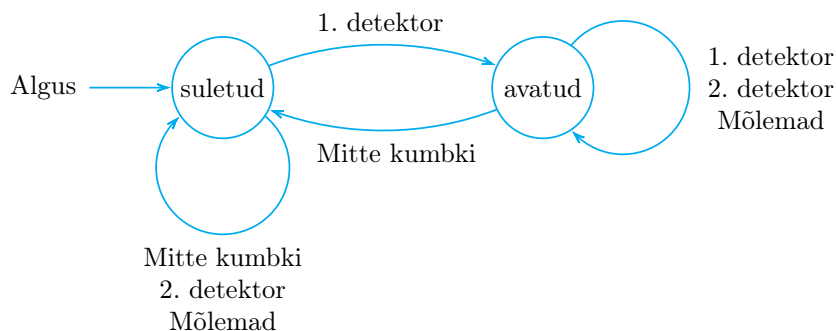 1. detektor
Algus
suletud
avatud
1. detektor
2. detektor
Mõlemad
Mitte kumbki
Mitte kumbki
2. detektor
Mõlemad